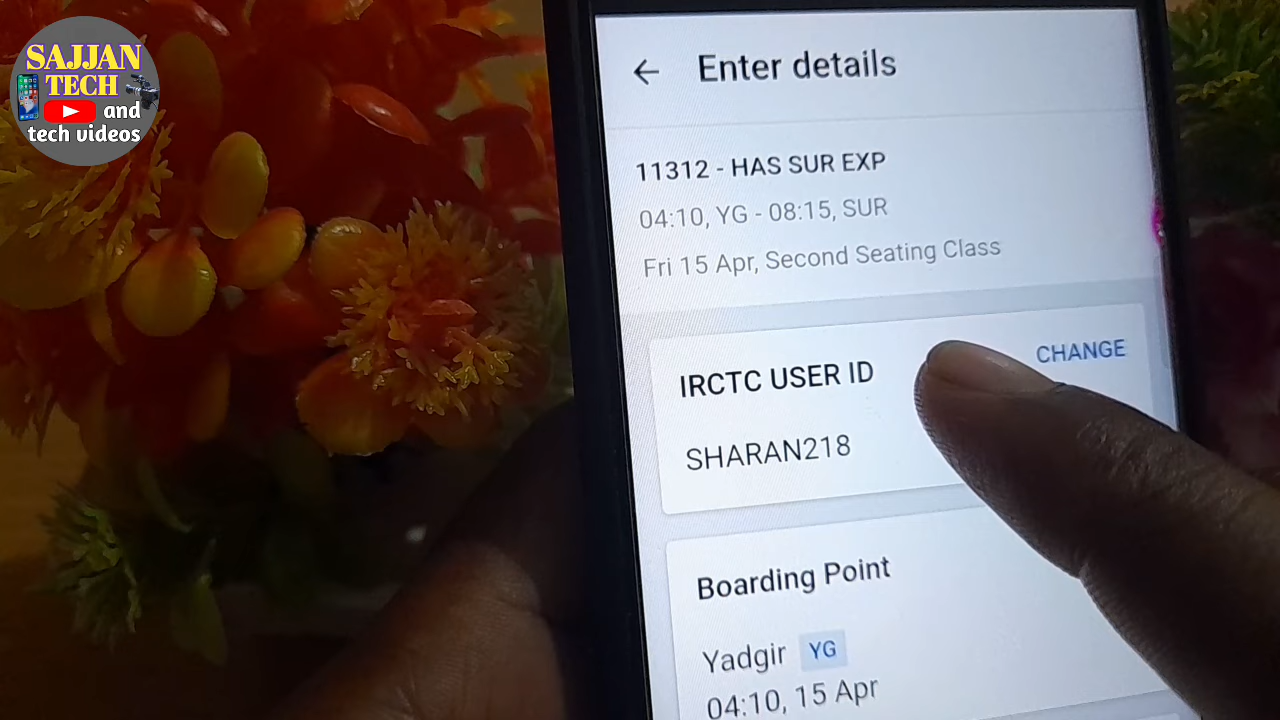 SAJJAN
TECH
and
tech videos
Enter details
11312 - HAS SUR EXP
04:10, YG - 08:15, SUR
Fri 15 Apr, Second Seating Class
IRCTC USER ID
CHANGE
SHARAN218
Boarding Point
Yadgir YG
04:10, 15 Apr